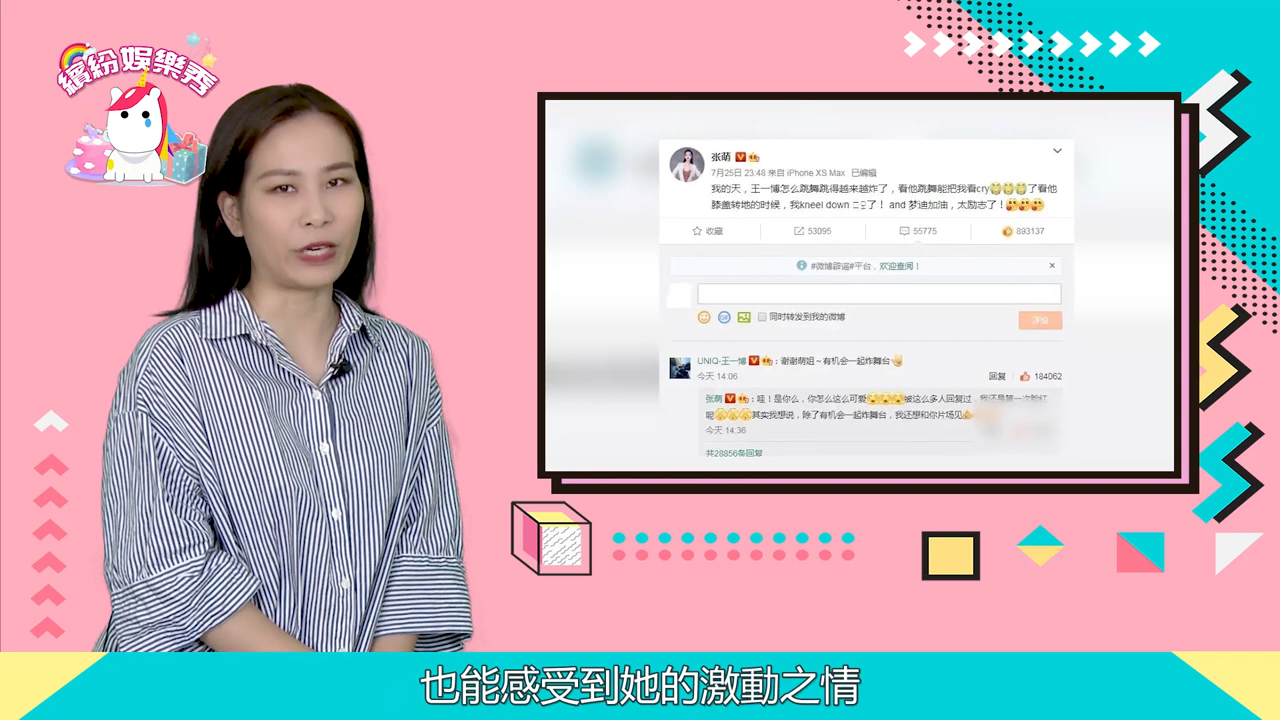 繽紛娛樂秀
张萌
7月25日 23:48 来自 iPhone XS Max 已编辑
我的天，王一博怎么跳舞跳得越来越炸了，看他跳舞能把我看cry了看他
膝盖转地的时候，我kneel down 了！ and 梦迪加油，太励志了！
收藏 53095 55775 893137
#微博辟谣#平台，欢迎查阅！
同时转发到我的微博
评论
UNIQ-王一博：谢谢萌姐～有机会一起炸舞台
今天 14:06 回复 184062
张萌：哇！是你么，你怎么这么可爱被这么多人回复过，我还是第一次
呢其实我想说，除了有机会一起炸舞台，我还想和你片场见
今天 14:36
共28856条回复
也能感受到她的激動之情